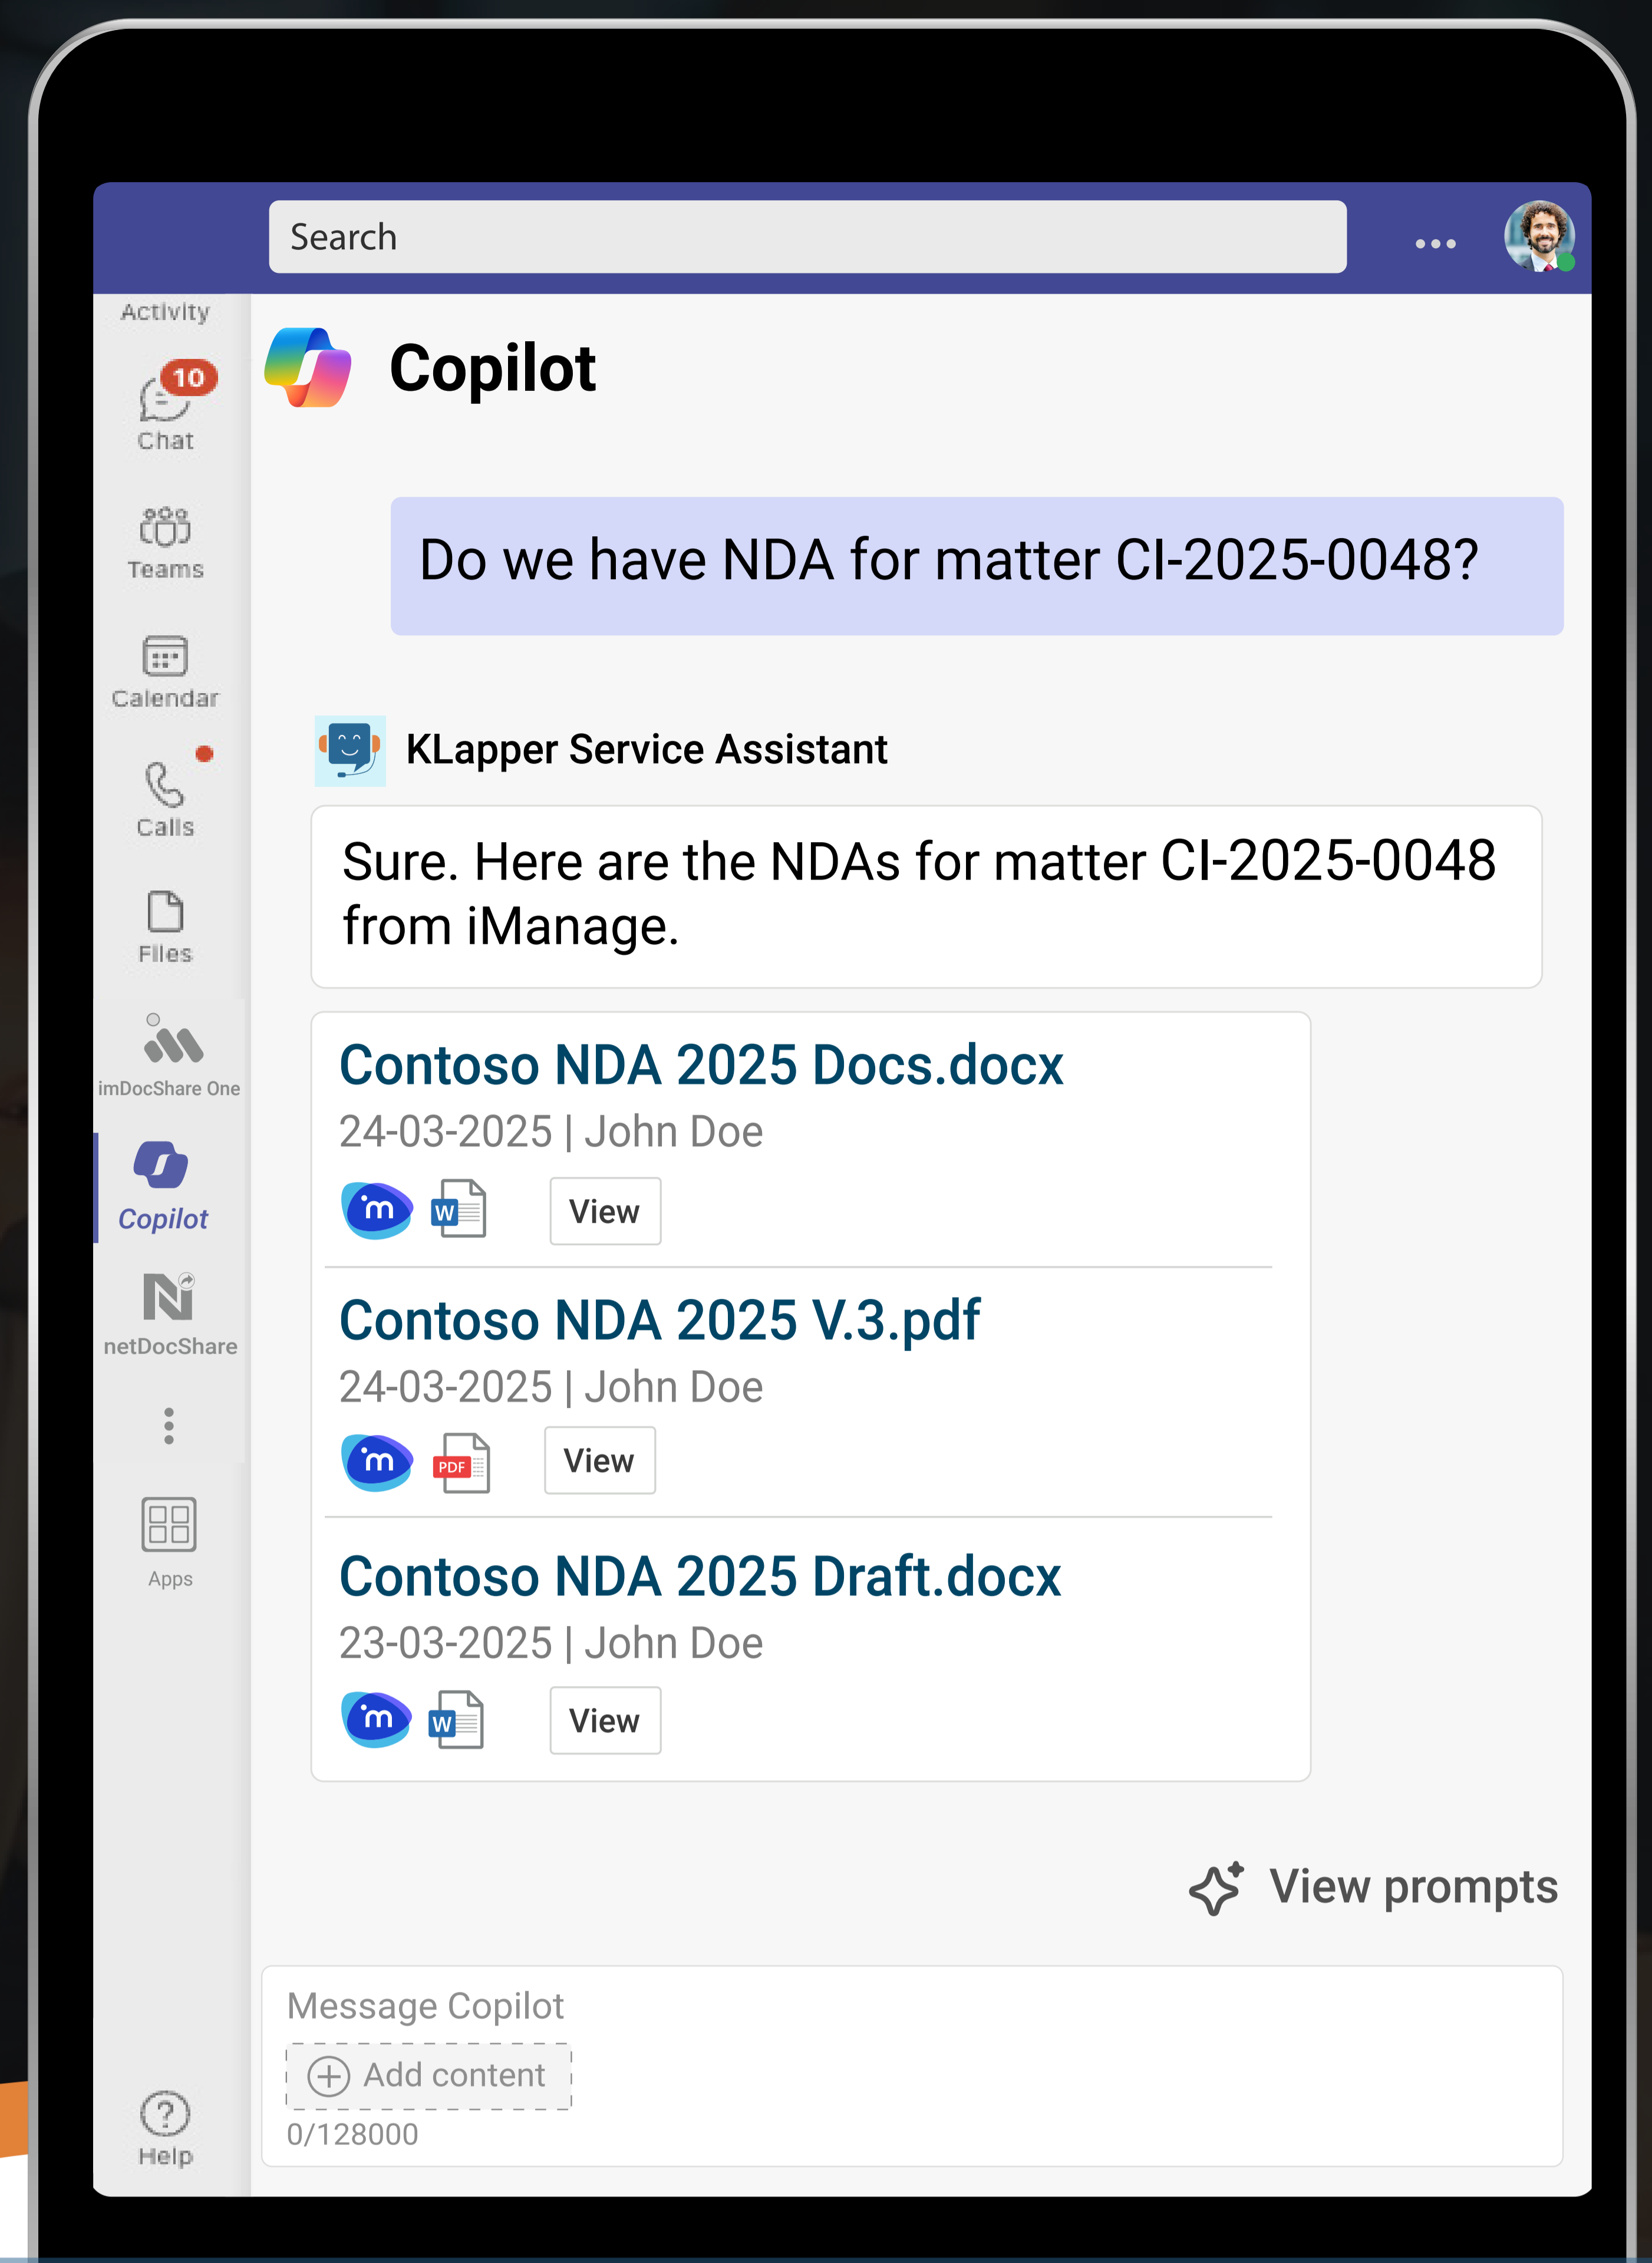 Search
Activity
10
Chat
Teams
Calendar
Calls
Files
imDocShare One
Copilot
netDocShare
Apps
Help
Copilot
Do we have NDA for matter CI-2025-0048?
KLapper Service Assistant
Sure. Here are the NDAs for matter CI-2025-0048
from iManage.
Contoso NDA 2025 Docs.docx
24-03-2025 | John Doe
m W View
Contoso NDA 2025 V.3.pdf
24-03-2025 | John Doe
m PDF View
Contoso NDA 2025 Draft.docx
23-03-2025 | John Doe
m W View
View prompts
Message Copilot
Add content
0/128000